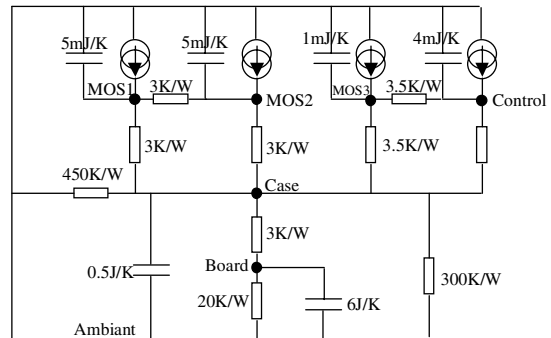 5mJ/K
5mJ/K
1mJ/K
4mJ/K
MOS1
3K/W
MOS2
MOS3
3.5K/W
Control
3K/W
3K/W
3.5K/W
450K/W
Case
3K/W
0.5J/K
Board
20K/W
6J/K
300K/W
Ambiant